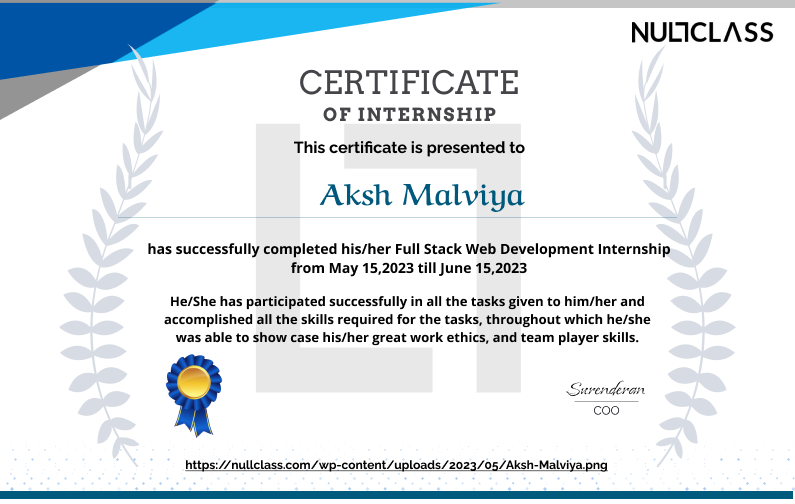 NULLCLASS
CERTIFICATE
OF INTERNSHIP
This certificate is presented to
Aksh Malviya
has successfully completed his/her Full Stack Web Development Internship
from May 15,2023 till June 15,2023
He/She has participated successfully in all the tasks given to him/her and
accomplished all the skills required for the tasks, throughout which he/she
was able to show case his/her great work ethics, and team player skills.
Surenderan
COO
https://nullclass.com/wp-content/uploads/2023/05/Aksh-Malviya.png